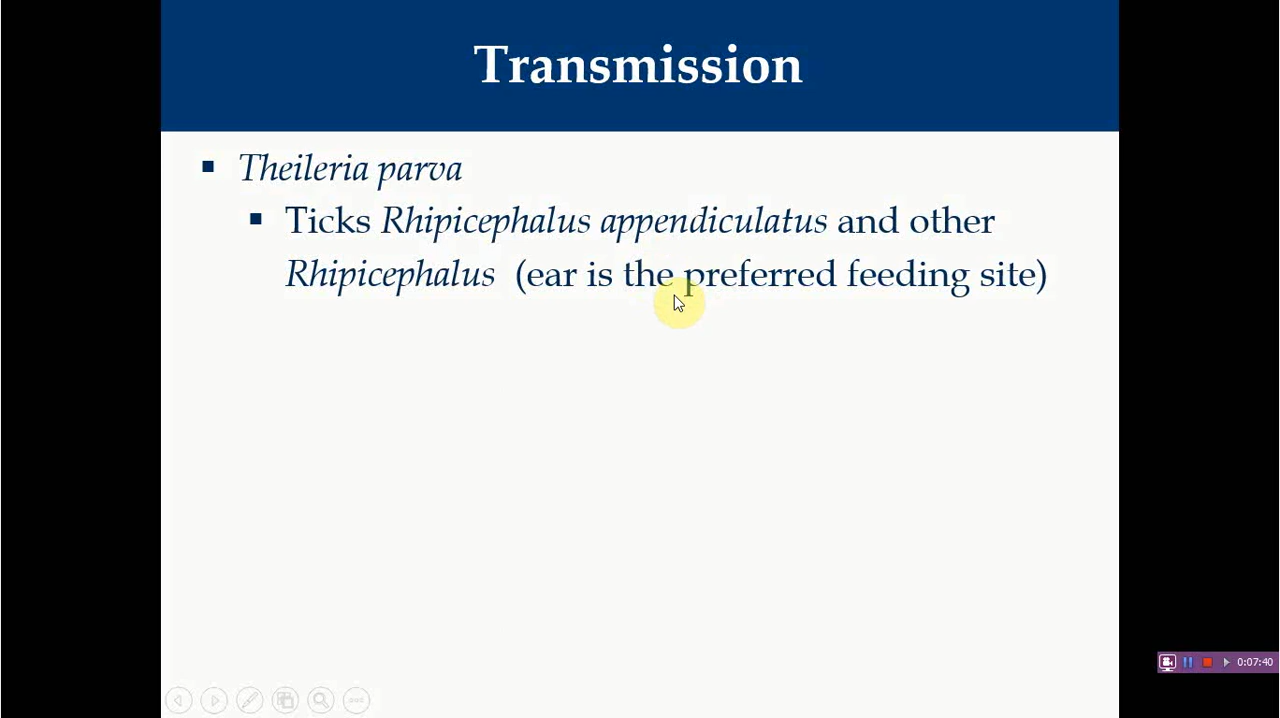 Transmission
▪ Theileria parva
▪ Ticks Rhipicephalus appendiculatus and other
Rhipicephalus (ear is the preferred feeding site)
0:07:40